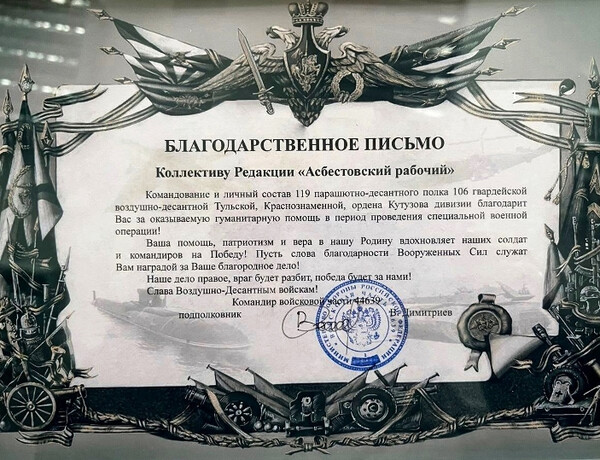 БЛАГОДАРСТВЕННОЕ ПИСЬМО
Коллективу Редакции «Асбестовский рабочий»
Командование и личный состав 119 парашютно-десантного полка 106 гвардейской
воздушно-десантной Тульской, Краснознаменной, ордена Кутузова дивизии благодарит
Вас за оказываемую гуманитарную помощь в период проведения специальной военной
операции!
Ваша помощь, патриотизм и вера в нашу Родину вдохновляет наших солдат
и командиров на Победу! Пусть слова благодарности Вооруженных Сил служат
Вам наградой за Ваше благородное дело!
Наше дело правое, враг будет разбит, победа будет за нами!
Слава Воздушно-Десантным войскам!
Командир войсковой части 44639
подполковник В. Дмитриев